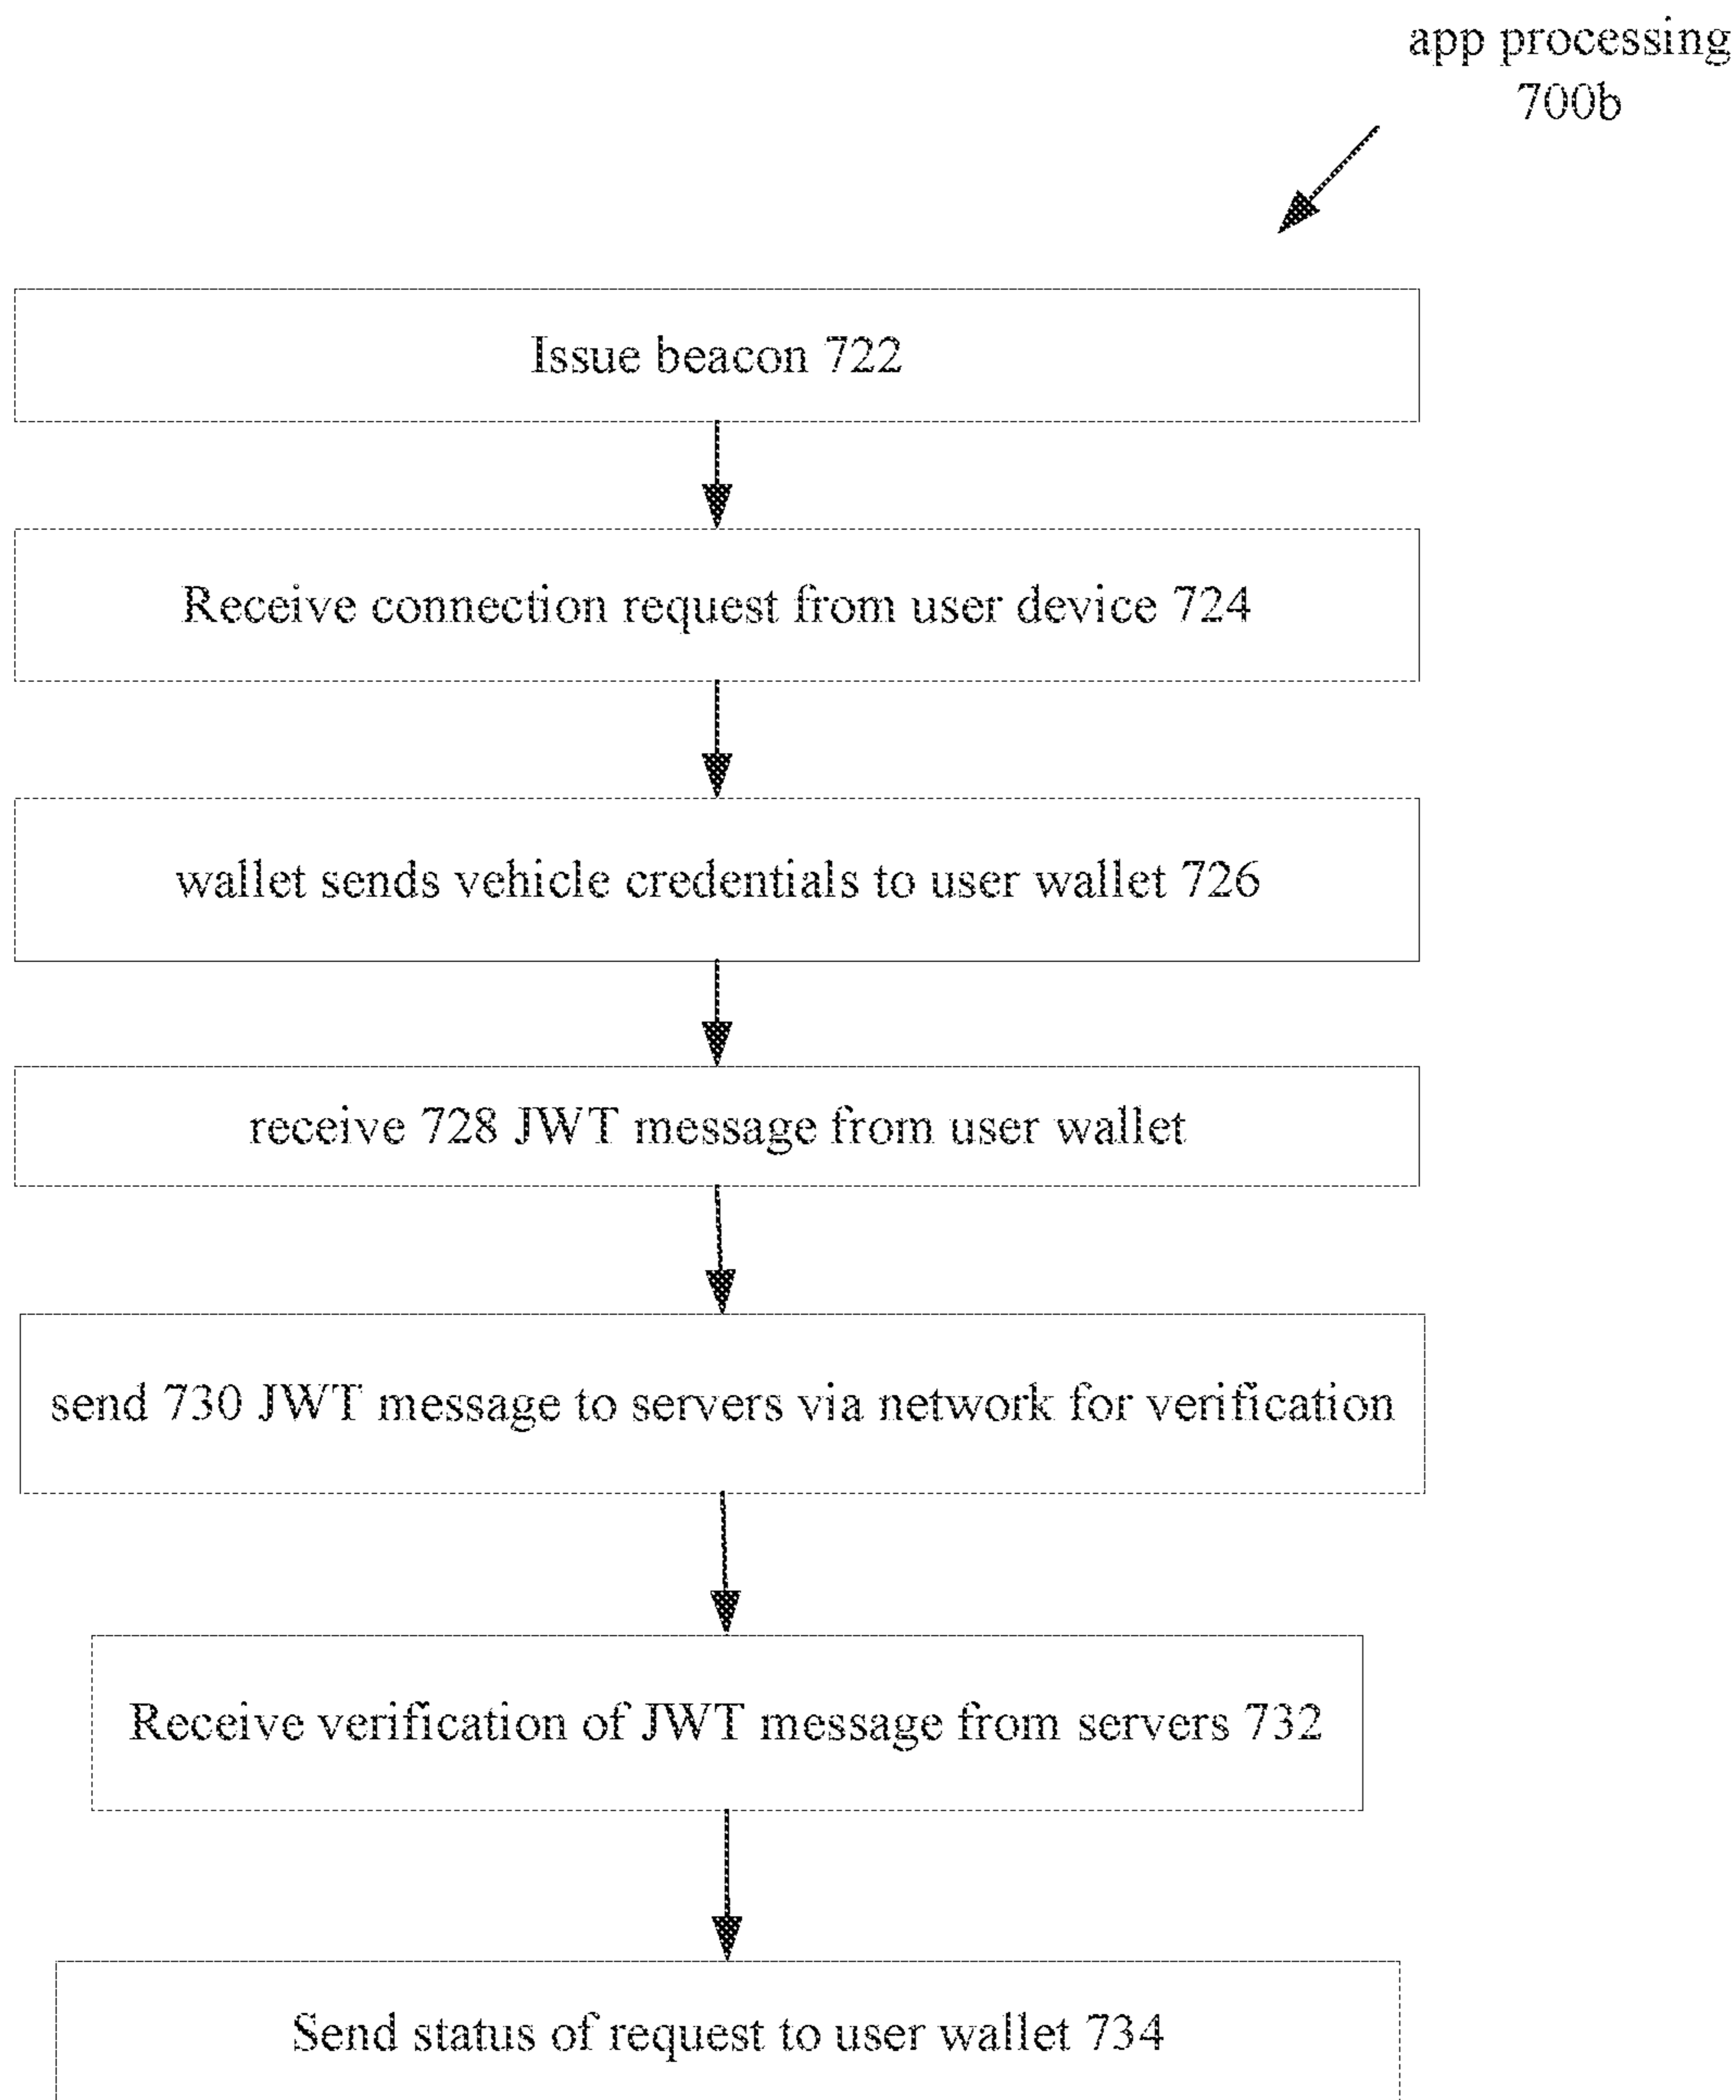 app processing
700b
Issue beacon 722
Receive connection request from user device 724
wallet sends vehicle credentials to user wallet 726
receive 728 JWT message from user wallet
send 730 JWT message to servers via network for verification
Receive verification of JWT message from servers 732
Send status of request to user wallet 734